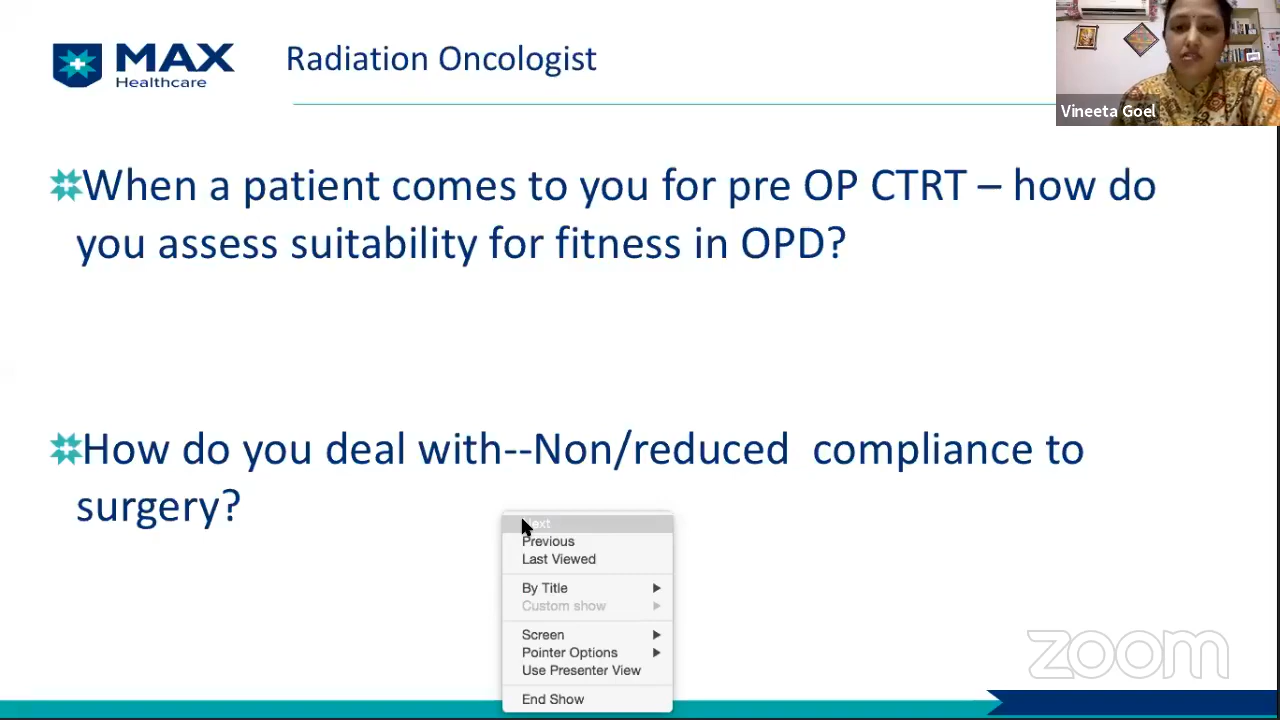 MAX
Healthcare
Radiation Oncologist
Vineeta Goel
When a patient comes to you for pre OP CTRT – how do
you assess suitability for fitness in OPD?
How do you deal with--Non/reduced compliance to
surgery?
Previous
Last Viewed
By Title
Custom show
Screen
Pointer Options
Use Presenter View
End Show
zoom